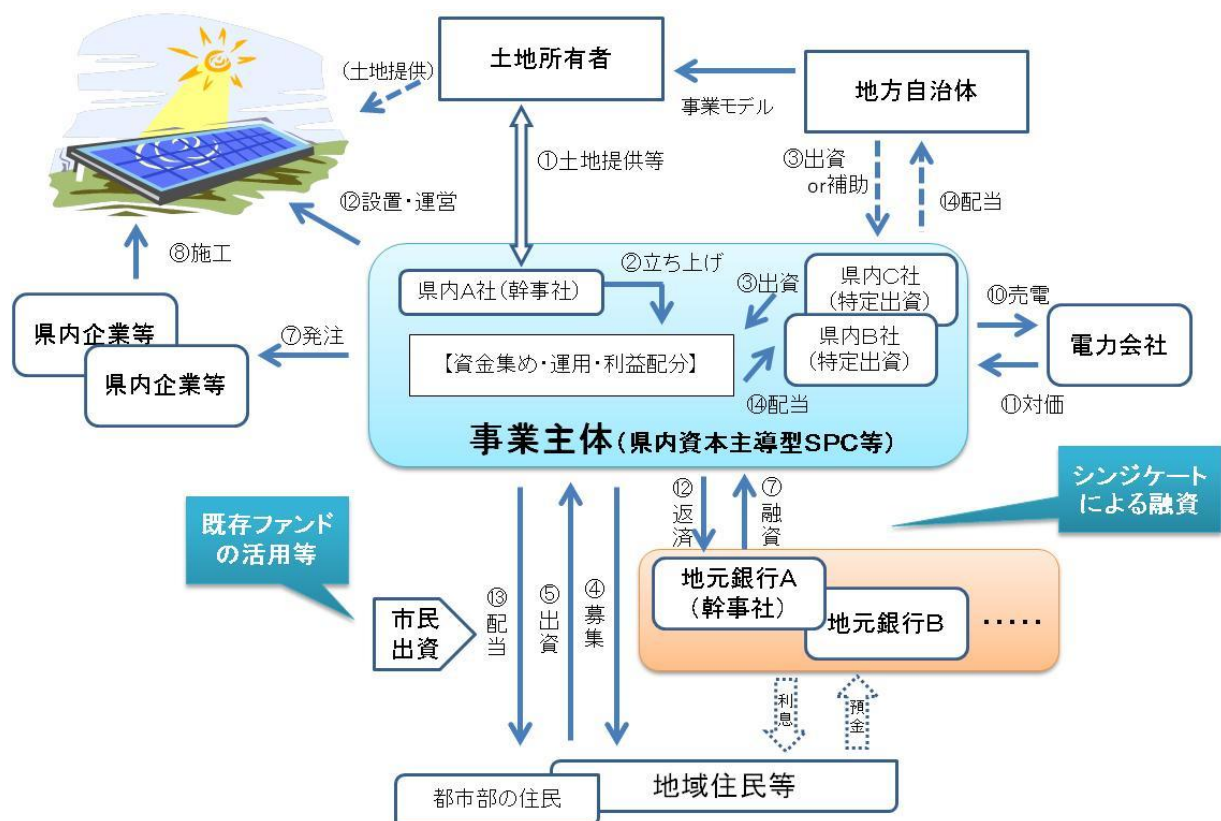 土地所有者
(土地提供)
事業モデル
地方自治体
①土地提供等
③出資
or補助
⑭配当
⑫設置・運営
⑧施工
県内企業等
県内企業等
⑦発注
県内A社(幹事社)
②立ち上げ
③出資
県内C社
(特定出資)
県内B社
(特定出資)
【資金集め・運用・利益配分】
⑭配当
事業主体(県内資本主導型SPC等)
⑩売電
電力会社
⑪対価
既存ファンド
の活用等
シンジケート
による融資
市民
出資
⑬配当
⑤出資
④募集
⑫返済
⑦融資
地元銀行A
(幹事社)
地元銀行B
・・・・・
利息
預金
都市部の住民
地域住民等